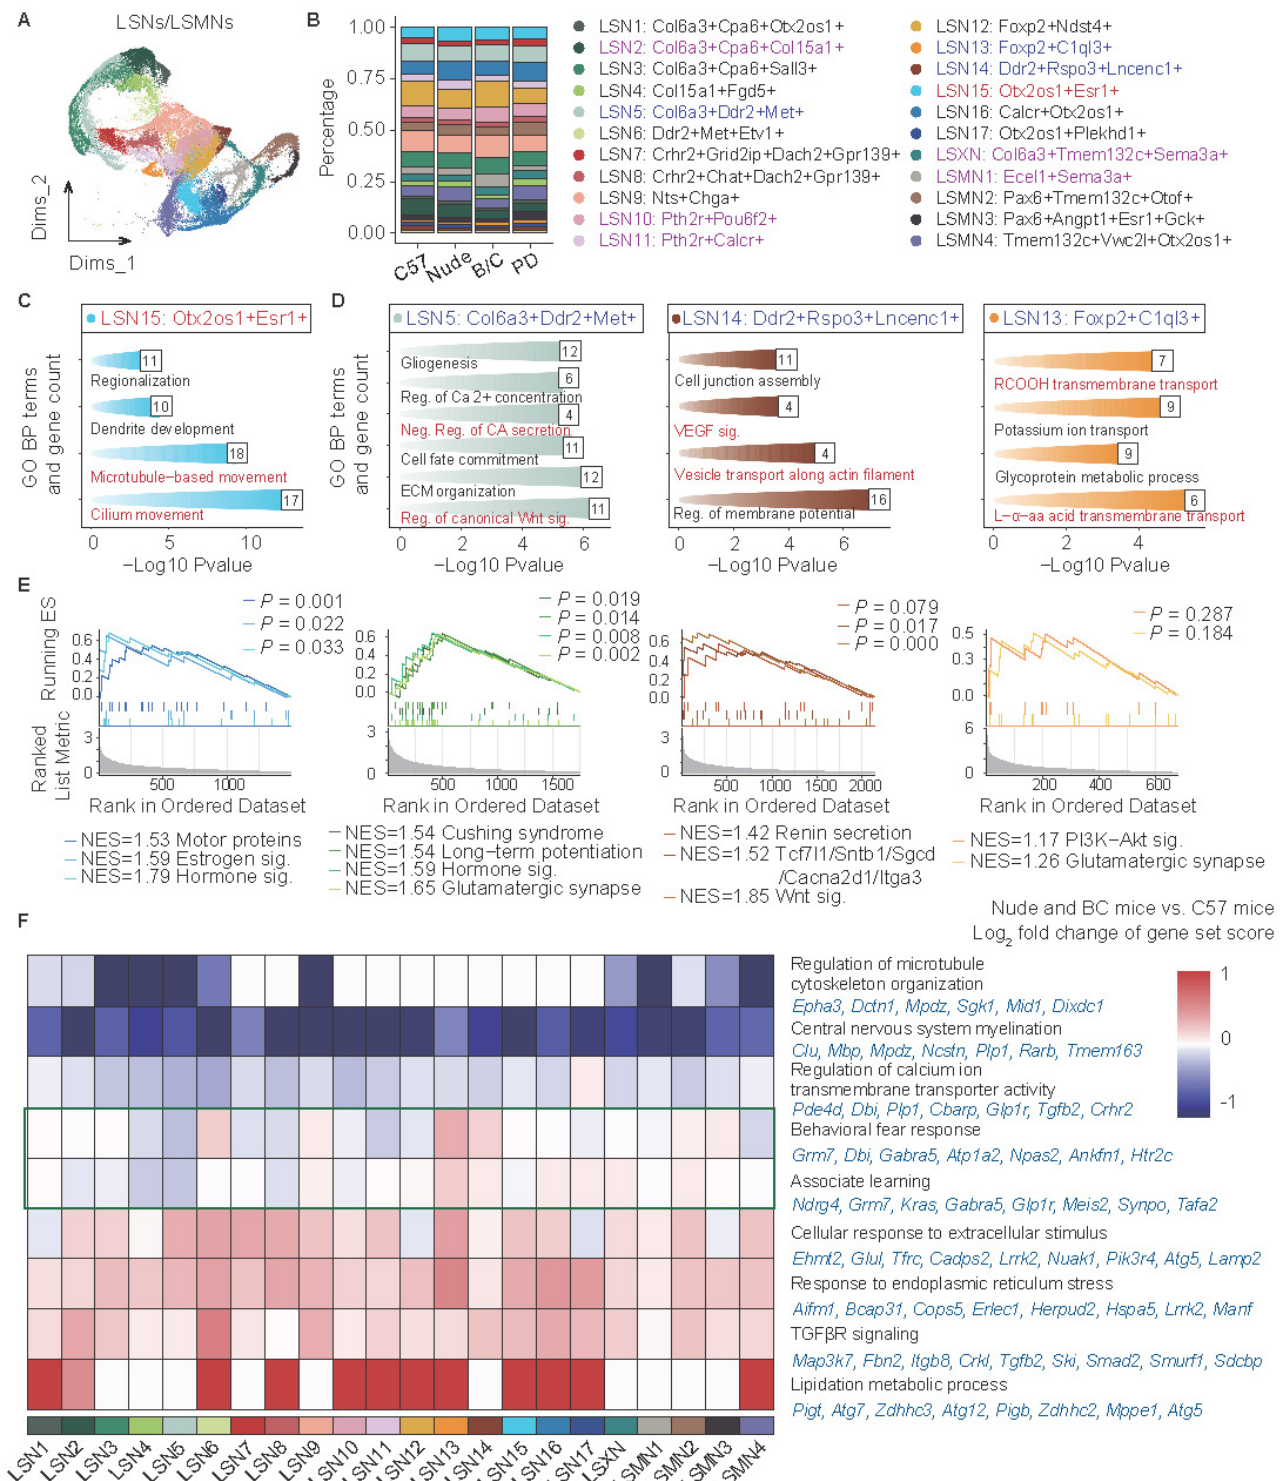 A
LSNs/LSMNs
Dims_2
Dims_1
B
Percentage
1.00
0.75
0.50
0.25
0.00
C57
Nude
B/C
PD
LSN1: Col6a3+Cpa6+Otx2os1+
LSN2: Col6a3+Cpa6+Col15a1+
LSN3: Col6a3+Cpa6+Sall3+
LSN4: Col15a1+Fgd5+
LSN5: Col6a3+Ddr2+Met+
LSN6: Ddr2+Met+Etv1+
LSN7: Crhr2+Grid2ip+Dach2+Gpr139+
LSN8: Crhr2+Chat+Dach2+Gpr139+
LSN9: Nts+Chga+
LSN10: Pth2r+Pou6f2+
LSN11: Pth2r+Calcr+
LSN12: Foxp2+Ndst4+
LSN13: Foxp2+C1ql3+
LSN14: Ddr2+Rspo3+Lncenc1+
LSN15: Otx2os1+Esr1+
LSN16: Calcr+Otx2os1+
LSN17: Otx2os1+Plekhd1+
LSXN: Col6a3+Tmem132c+Sema3a+
LSMN1: Ecel1+Sema3a+
LSMN2: Pax6+Tmem132c+Otof+
LSMN3: Pax6+Angpt1+Esr1+Gck+
LSMN4: Tmem132c+Vwc2l+Otx2os1+
C
GO BP terms
and gene count
LSN15: Otx2os1+Esr1+
11
Regionalization
10
Dendrite development
18
Microtubule−based movement
17
Cilium movement
0 5 10
−Log10 Pvalue
D
GO BP terms
and gene count
LSN5: Col6a3+Ddr2+Met+
12
Gliogenesis
6
Reg. of Ca 2+ concentration
4
Neg. Reg. of CA secretion
11
Cell fate commitment
12
ECM organization
11
Reg. of canonical Wnt sig.
0 2 4 6
−Log10 Pvalue
LSN14: Ddr2+Rspo3+Lncenc1+
11
Cell junction assembly
4
VEGF sig.
4
Vesicle transport along actin filament
16
Reg. of membrane potential
0 2 4 6
−Log10 Pvalue
LSN13: Foxp2+C1ql3+
7
RCOOH transmembrane transport
9
Potassium ion transport
9
Glycoprotein metabolic process
6
L−α−aa acid transmembrane transport
0 2 4
−Log10 Pvalue
E
Running ES
Ranked
List Metric
P = 0.001
P = 0.022
P = 0.033
0.6
0.4
0.2
0.0
3
0
500 1000
Rank in Ordered Dataset
NES=1.53 Motor proteins
NES=1.59 Estrogen sig.
NES=1.79 Hormone sig.
P = 0.019
P = 0.014
P = 0.008
P = 0.002
0.6
0.4
0.2
0.0
3
0
500 1000 1500
Rank in Ordered Dataset
NES=1.54 Cushing syndrome
NES=1.54 Long−term potentiation
NES=1.59 Hormone sig.
NES=1.65 Glutamatergic synapse
P = 0.079
P = 0.017
P = 0.000
0.6
0.4
0.2
0.0
3
0
500 1000 1500 2000
Rank in Ordered Dataset
NES=1.42 Renin secretion
NES=1.52 Tcf7l1/Sntb1/Sgcd
/Cacna2d1/Itga3
NES=1.85 Wnt sig.
P = 0.287
P = 0.184
0.5
0.3
0.0
6
0
200 400 600
Rank in Ordered Dataset
NES=1.17 PI3K−Akt sig.
NES=1.26 Glutamatergic synapse
F
Nude and BC mice vs. C57 mice
Log2 fold change of gene set score
Regulation of microtubule
cytoskeleton organization
Epha3, Dctn1, Mpdz, Sgk1, Mid1, Dixdc1
Central nervous system myelination
Clu, Mbp, Mpdz, Ncstn, Plp1, Rarb, Tmem163
Regulation of calcium ion
transmembrane transporter activity
Pde4d, Dbi, Plp1, Cbarp, Glp1r, Tgfb2, Crhr2
Behavioral fear response
Grm7, Dbi, Gabra5, Atp1a2, Npas2, Ankfn1, Htr2c
Associate learning
Ndrg4, Grm7, Kras, Gabra5, Glp1r, Meis2, Synpo, Tafa2
Cellular response to extracellular stimulus
Ehmt2, Glul, Tfrc, Cadps2, Lrrk2, Nuak1, Pik3r4, Atg5, Lamp2
Response to endoplasmic reticulum stress
Aifm1, Bcap31, Cops5, Erlec1, Herpud2, Hspa5, Lrrk2, Manf
TGFβR signaling
Map3k7, Fbn2, Itgb8, Crkl, Tgfb2, Ski, Smad2, Smurf1, Sdcbp
Lipidation metabolic process
Pigt, Atg7, Zdhhc3, Atg12, Pigb, Zdhhc2, Mppe1, Atg5
1
0
-1
LSN1
LSN2
LSN3
LSN4
LSN5
LSN6
LSN7
LSN8
LSN9
LSN10
LSN11
LSN12
LSN13
LSN14
LSN15
LSN16
LSN17
LSXN
LSMN1
SMN2
LSMN3
SMN4